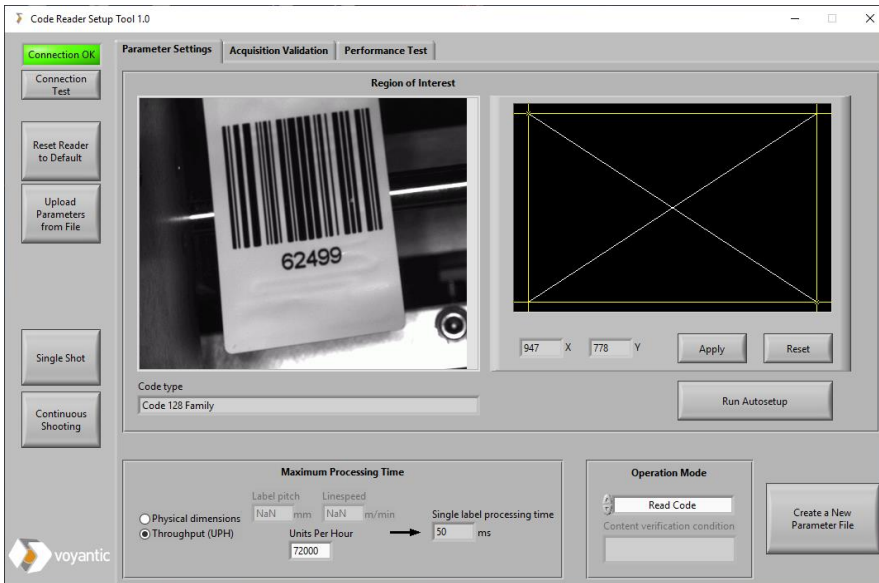 Code Reader Setup Tool 1.0
Connection OK
Connection
Test
Reset Reader
to Default
Upload
Parameters
from File
Single Shot
Continuous
Shooting
voyantic
Parameter Settings
Acquisition Validation
Performance Test
Region of Interest
62499
947 X 778 Y
Apply
Reset
Code type
Code 128 Family
Run Autosetup
Maximum Processing Time
Physical dimensions
Throughput (UPH)
Label pitch
NaN mm
Linespeed
NaN m/min
Units Per Hour
72000
Single label processing time
50 ms
Operation Mode
Read Code
Content verification condition
Create a New
Parameter File